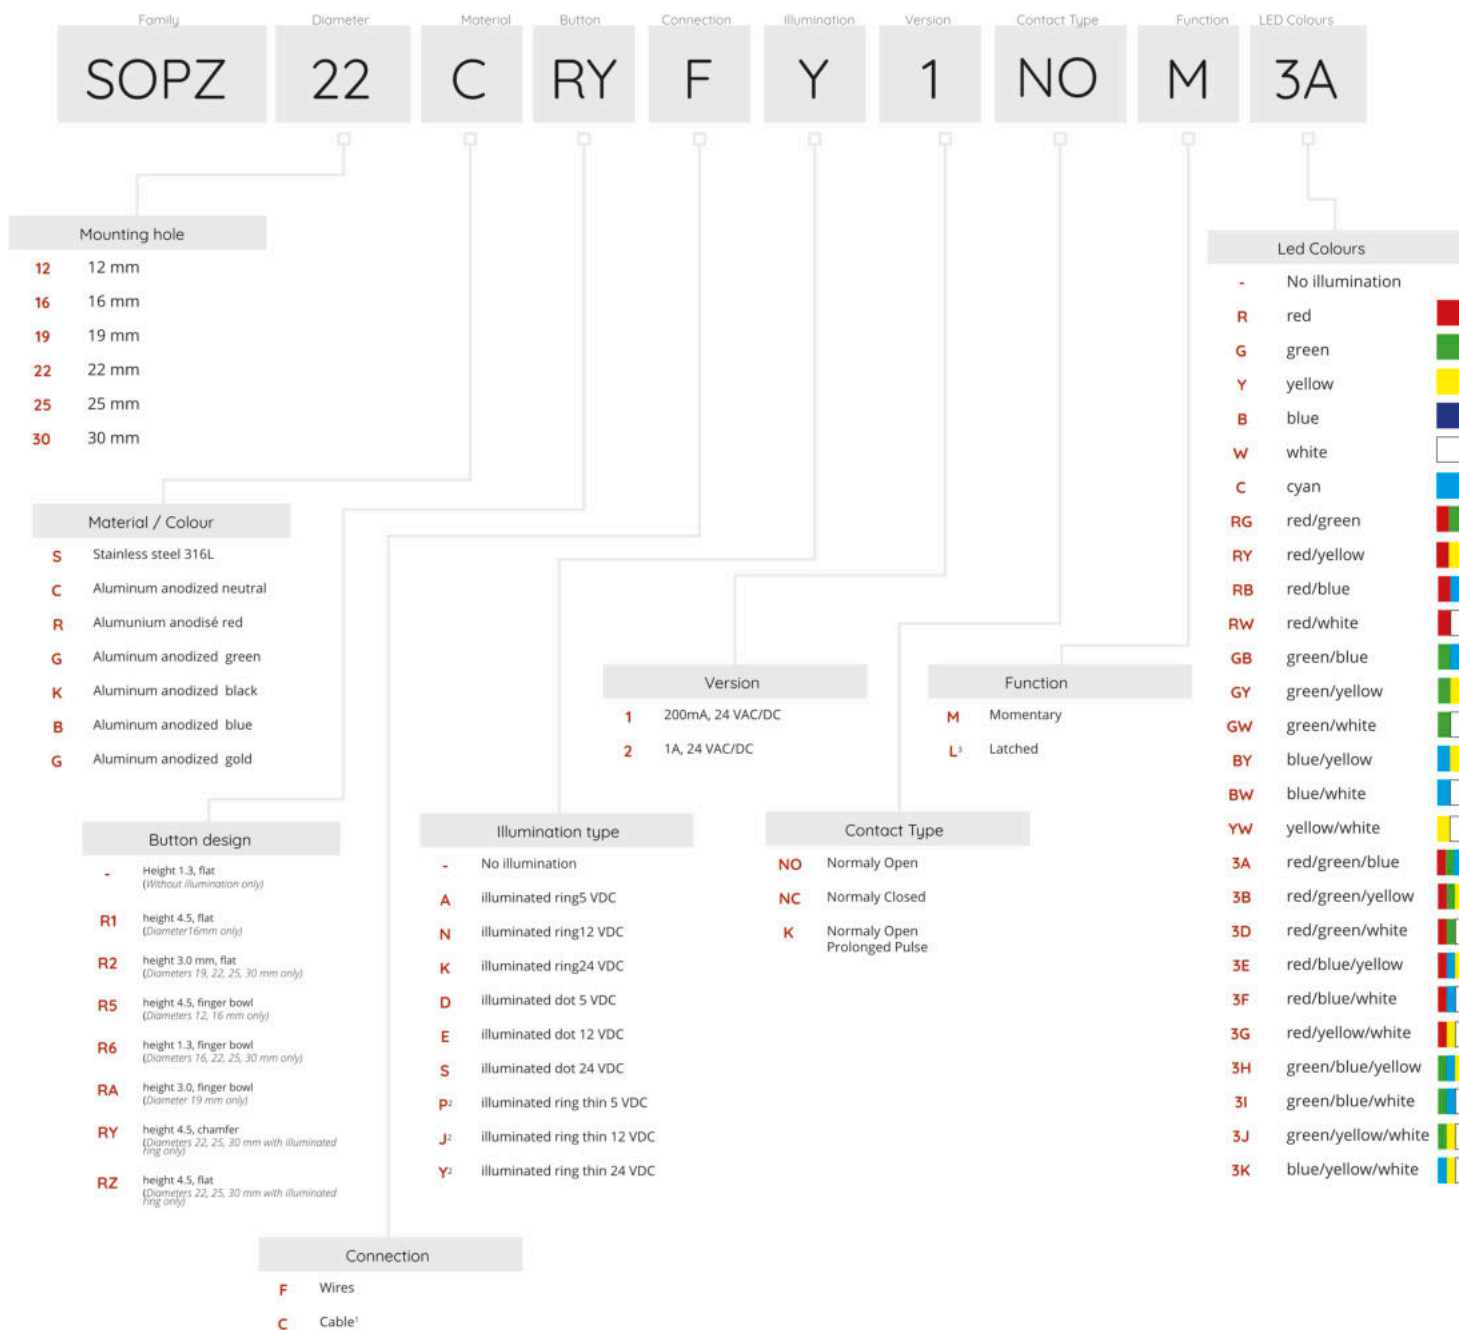 Family Diameter Material Button Connection Illumination Version Contact Type Function LED Colours
SOPZ 22 C RY F Y 1 NO M 3A
Mounting hole
12 12 mm
16 16 mm
19 19 mm
22 22 mm
25 25 mm
30 30 mm
Material / Colour
S Stainless steel 316L
C Aluminum anodized neutral
R Alumunium anodisé red
G Aluminum anodized green
K Aluminum anodized black
B Aluminum anodized blue
G Aluminum anodized gold
Button design
- Height 1.3, flat
(Without illumination only)
R1 height 4.5, flat
(Diameter16mm only)
R2 height 3.0 mm, flat
(Diameters 19, 22, 25, 30 mm only)
R5 height 4.5, finger bowl
(Diameters 12, 16 mm only)
R6 height 1.3, finger bowl
(Diameters 16, 22, 25, 30 mm only)
RA height 3.0, finger bowl
(Diameter 19 mm only)
RY height 4.5, chamfer
(Diameters 22, 25, 30 mm with illuminated
ring only)
RZ height 4.5, flat
(Diameters 22, 25, 30 mm with illuminated
ring only)
Connection
F Wires
C Cable¹
Illumination type
- No illumination
A illuminated ring5 VDC
N illuminated ring12 VDC
K illuminated ring24 VDC
D illuminated dot 5 VDC
E illuminated dot 12 VDC
S illuminated dot 24 VDC
P² illuminated ring thin 5 VDC
J² illuminated ring thin 12 VDC
Y² illuminated ring thin 24 VDC
Version
1 200mA, 24 VAC/DC
2 1A, 24 VAC/DC
Contact Type
NO Normaly Open
NC Normaly Closed
K Normaly Open
Prolonged Pulse
Function
M Momentary
L³ Latched
Led Colours
- No illumination
R red
G green
Y yellow
B blue
W white
C cyan
RG red/green
RY red/yellow
RB red/blue
RW red/white
GB green/blue
GY green/yellow
GW green/white
BY blue/yellow
BW blue/white
YW yellow/white
3A red/green/blue
3B red/green/yellow
3D red/green/white
3E red/blue/yellow
3F red/blue/white
3G red/yellow/white
3H green/blue/yellow
3I green/blue/white
3J green/yellow/white
3K blue/yellow/white